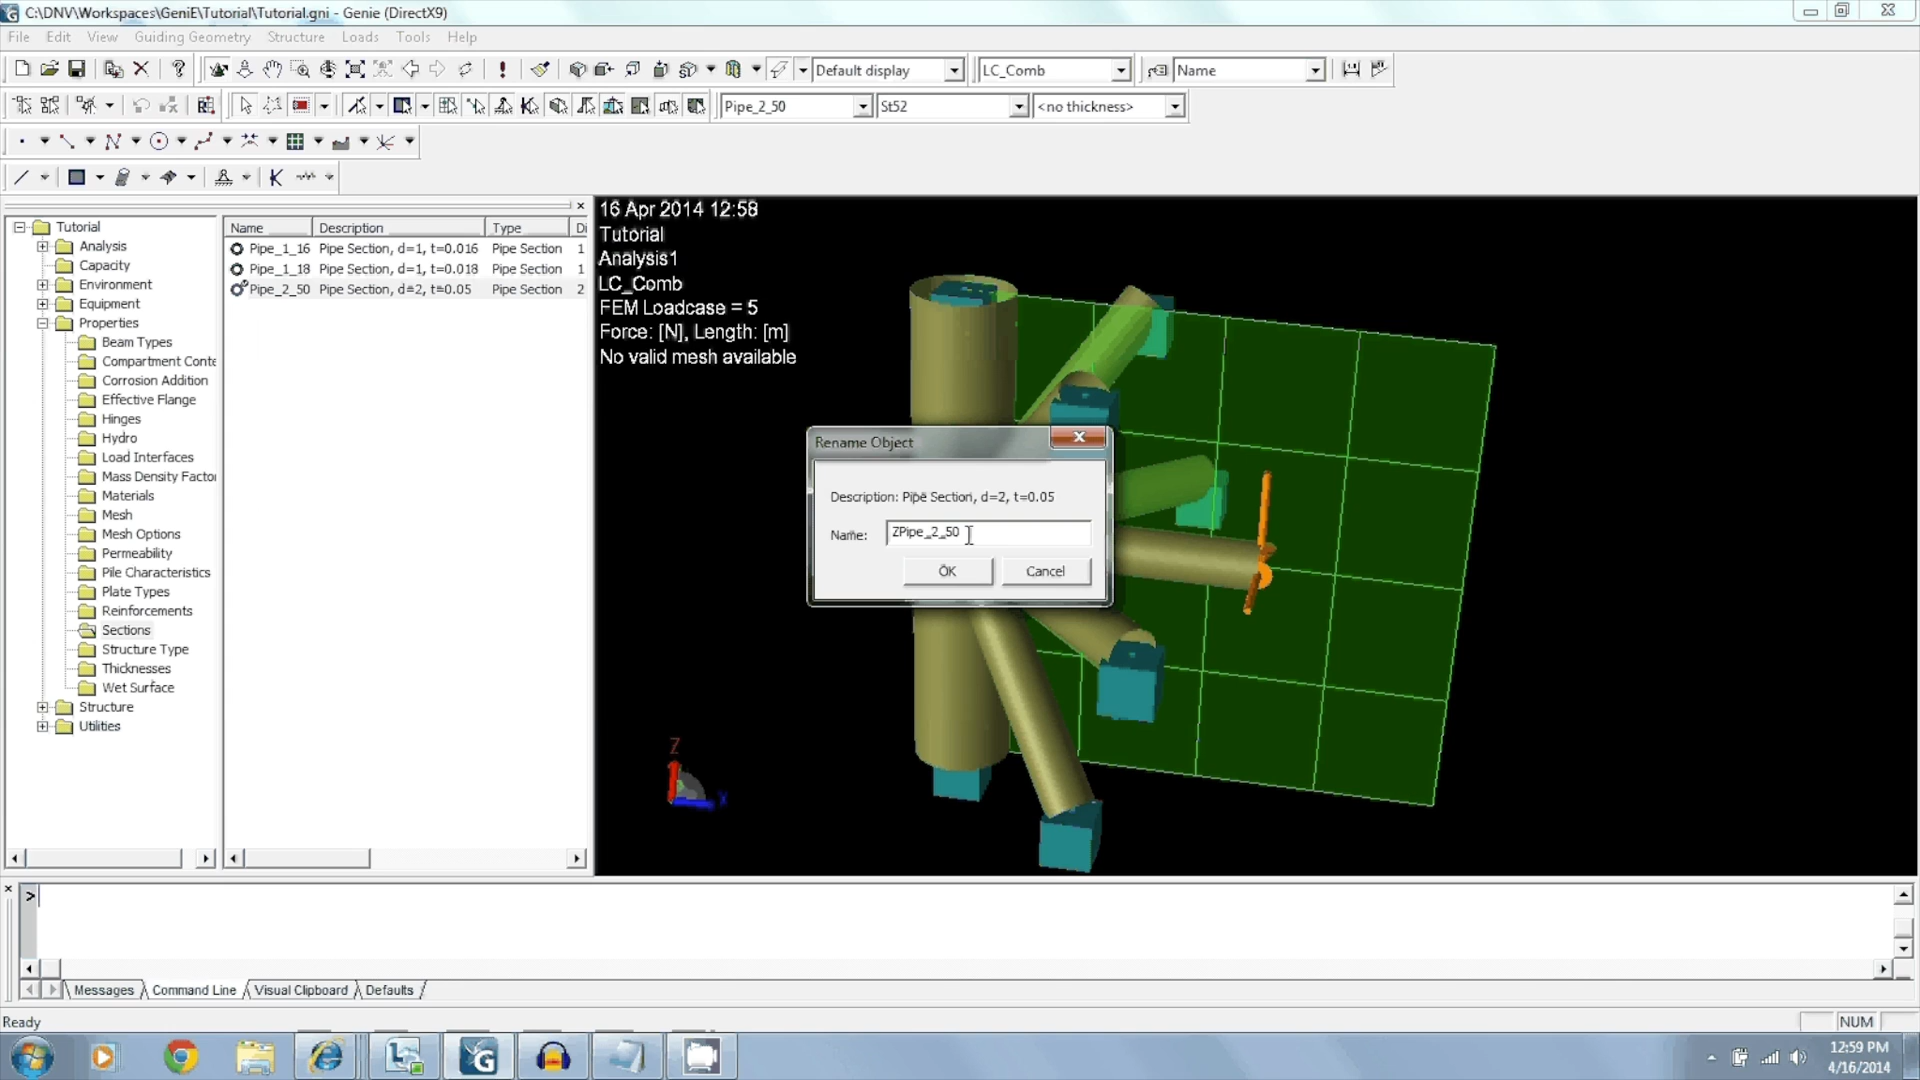 C:\DNV\Workspaces\GeniE\Tutorial\Tutorial.gni - Genie (DirectX9)
File Edit View Guiding Geometry Structure Loads Tools Help
Default display LC_Comb Name
Pipe_2_50 St52 <no thickness>
Tutorial
Analysis
Capacity
Environment
Equipment
Properties
Beam Types
Compartment Conte
Corrosion Addition
Effective Flange
Hinges
Hydro
Load Interfaces
Mass Density Facto
Materials
Mesh
Mesh Options
Permeability
Pile Characteristics
Plate Types
Reinforcements
Sections
Structure Type
Thicknesses
Wet Surface
Structure
Utilities
Name Description Type Di
Pipe_1_16 Pipe Section, d=1, t=0.016 Pipe Section 1
Pipe_1_18 Pipe Section, d=1, t=0.018 Pipe Section 1
Pipe_2_50 Pipe Section, d=2, t=0.05 Pipe Section 2
16 Apr 2014 12:58
Tutorial
Analysis1
LC_Comb
FEM Loadcase = 5
Force: [N], Length: [m]
No valid mesh available
Rename Object
Description: Pipe Section, d=2, t=0.05
Name: ZPipe_2_50
OK Cancel
Z
X
>
Messages Command Line Visual Clipboard Defaults
Ready
NUM
12:59 PM
4/16/2014